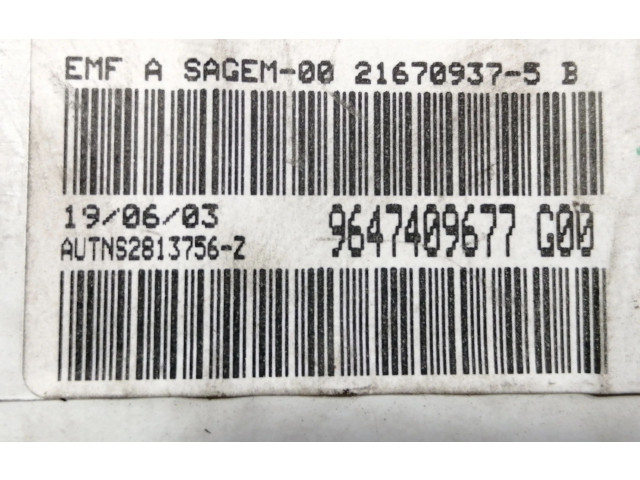 EMF A SAGEM-00 21670937-5 B
19/06/03 9647409677 G00
AUTNS2813756-Z